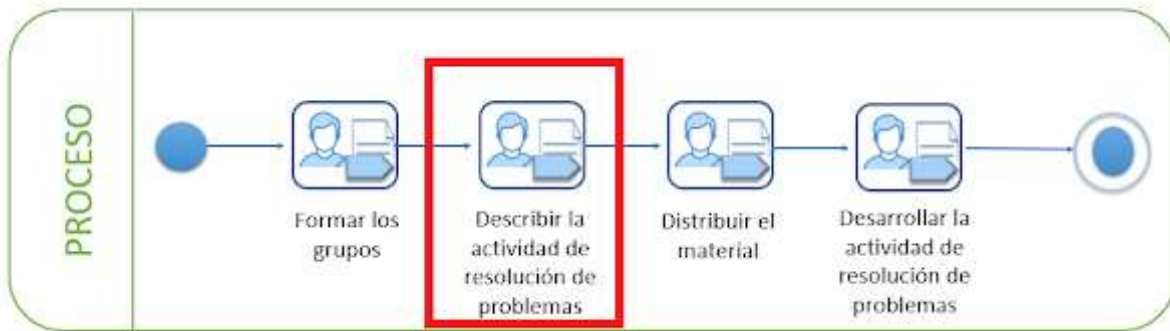 PROCESO
Formar los
grupos
Describir la
actividad de
resolución de
problemas
Distribuir el
material
Desarrollar la
actividad de
resolución de
problemas